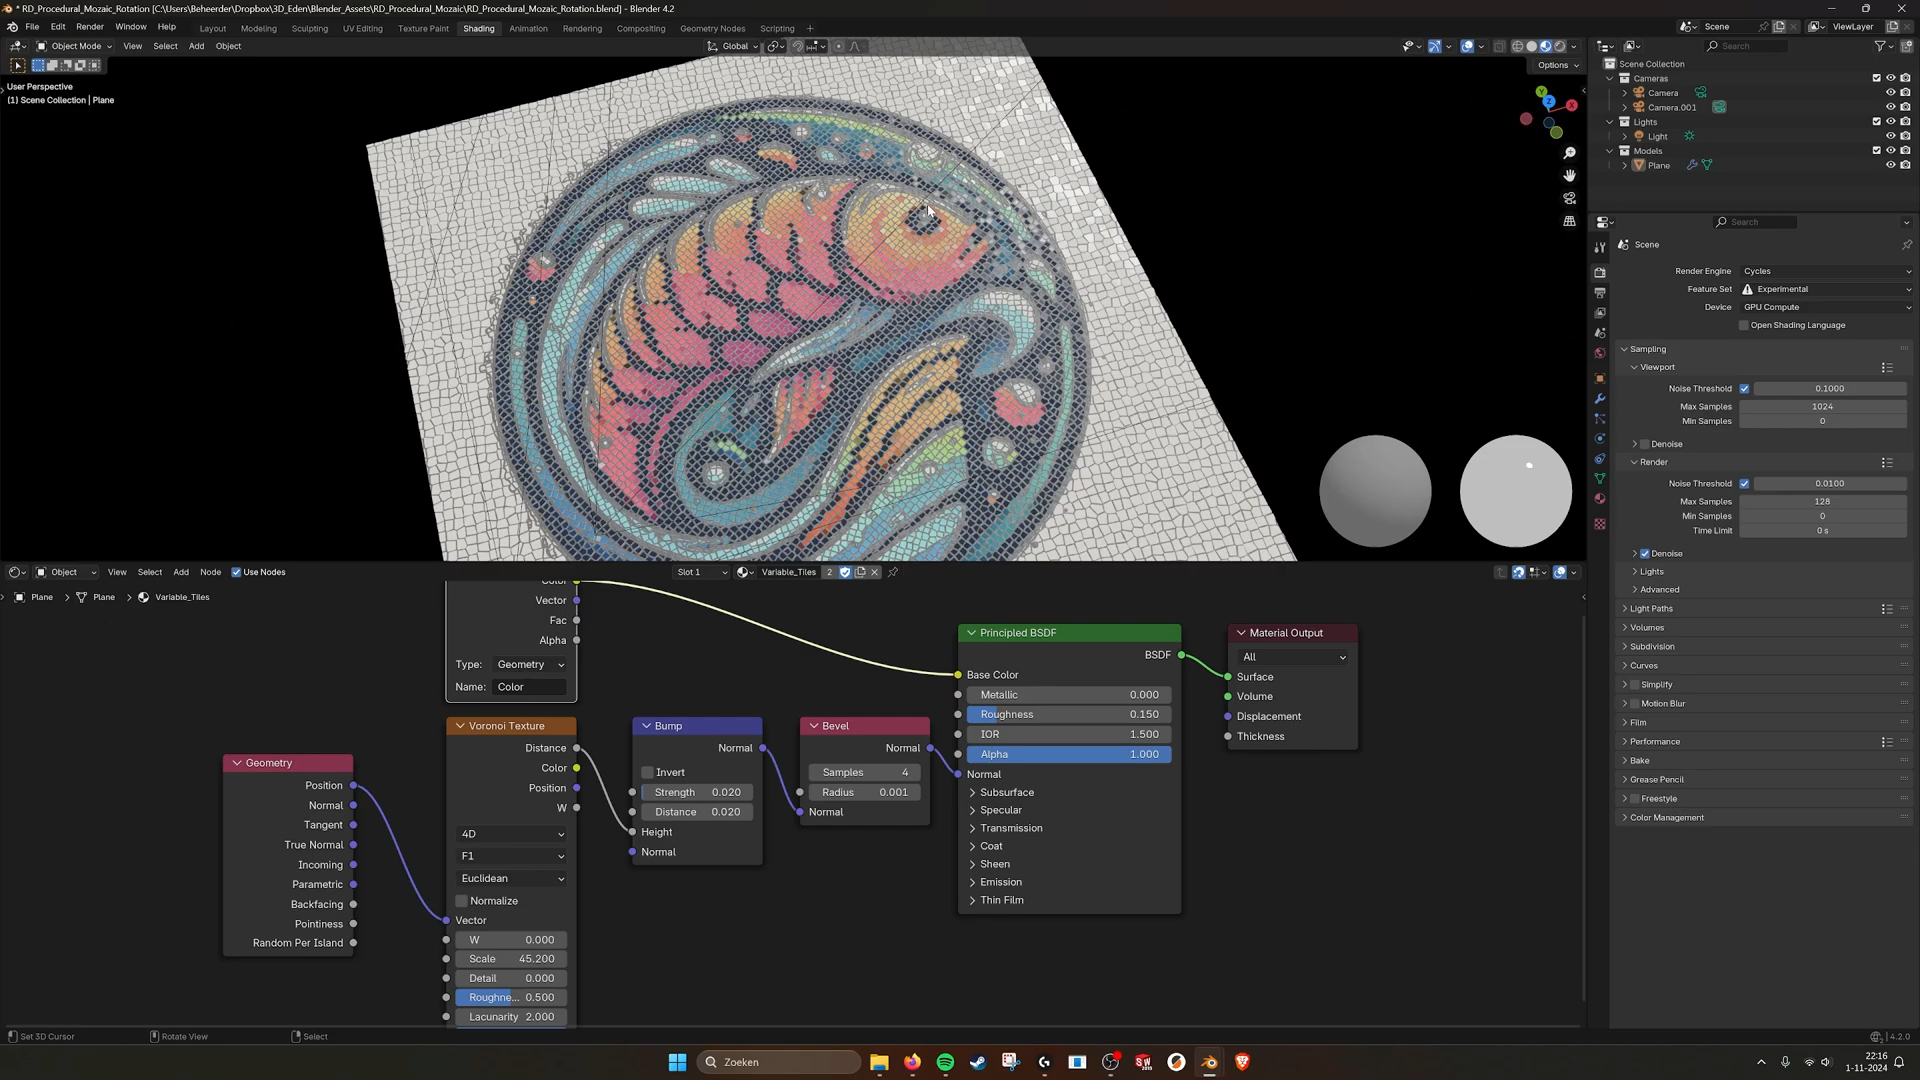 * RD_Procedural_Mozaic_Rotation [C:\Users\Beheerder\Dropbox\3D_Eden\Blender_Assets\RD_Procedural_Mozaic\RD_Procedural_Mozaic_Rotation.blend] - Blender 4.2
File Edit Render Window Help Layout Modeling Sculpting UV Editing Texture Paint Shading Animation Rendering Compositing Geometry Nodes Scripting + Scene ViewLayer
Object Mode View Select Add Object Global Search
Options
User Perspective
(1) Scene Collection | Plane
Scene Collection
Cameras
Camera
Camera.001
Lights
Light
Models
Plane
Y
Z
X
Search
Scene
Render Engine Cycles
Feature Set Experimental
Device GPU Compute
Open Shading Language
Sampling
Viewport
Noise Threshold 0.1000
Max Samples 1024
Min Samples 0
Denoise
Render
Noise Threshold 0.0100
Max Samples 128
Min Samples 0
Time Limit 0 s
Denoise
Lights
Advanced
Light Paths
Volumes
Subdivision
Curves
Simplify
Motion Blur
Film
Performance
Bake
Grease Pencil
Freestyle
Color Management
Object View Select Add Node Use Nodes Slot 1 Variable_Tiles 2
Plane > Plane > Variable_Tiles
Color
Vector
Fac
Alpha
Type: Geometry
Name: Color
Geometry
Position
Normal
Tangent
True Normal
Incoming
Parametric
Backfacing
Pointiness
Random Per Island
Voronoi Texture
Distance
Color
Position
W
4D
F1
Euclidean
Normalize
Vector
W 0.000
Scale 45.200
Detail 0.000
Roughne... 0.500
Lacunarity 2.000
Bump
Normal
Invert
Strength 0.020
Distance 0.020
Height
Normal
Bevel
Normal
Samples 4
Radius 0.001
Normal
Principled BSDF
BSDF
Base Color
Metallic 0.000
Roughness 0.150
IOR 1.500
Alpha 1.000
Normal
Subsurface
Specular
Transmission
Coat
Sheen
Emission
Thin Film
Material Output
All
Surface
Volume
Displacement
Thickness
Set 3D Cursor Rotate View Select 4.2.0
Zoeken
22:16
1-11-2024